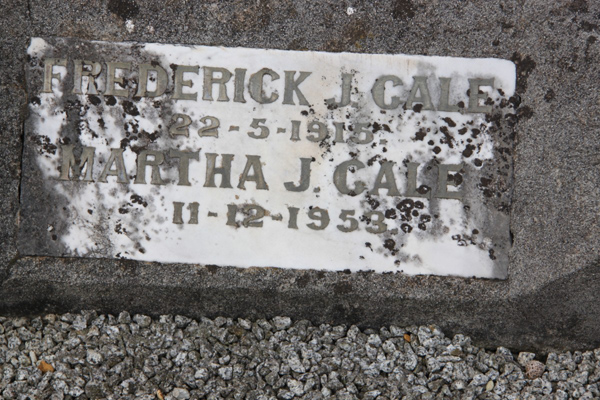 FREDERICK J. CALE
22-5-1915
MARTHA J. CALE
11-12-1953